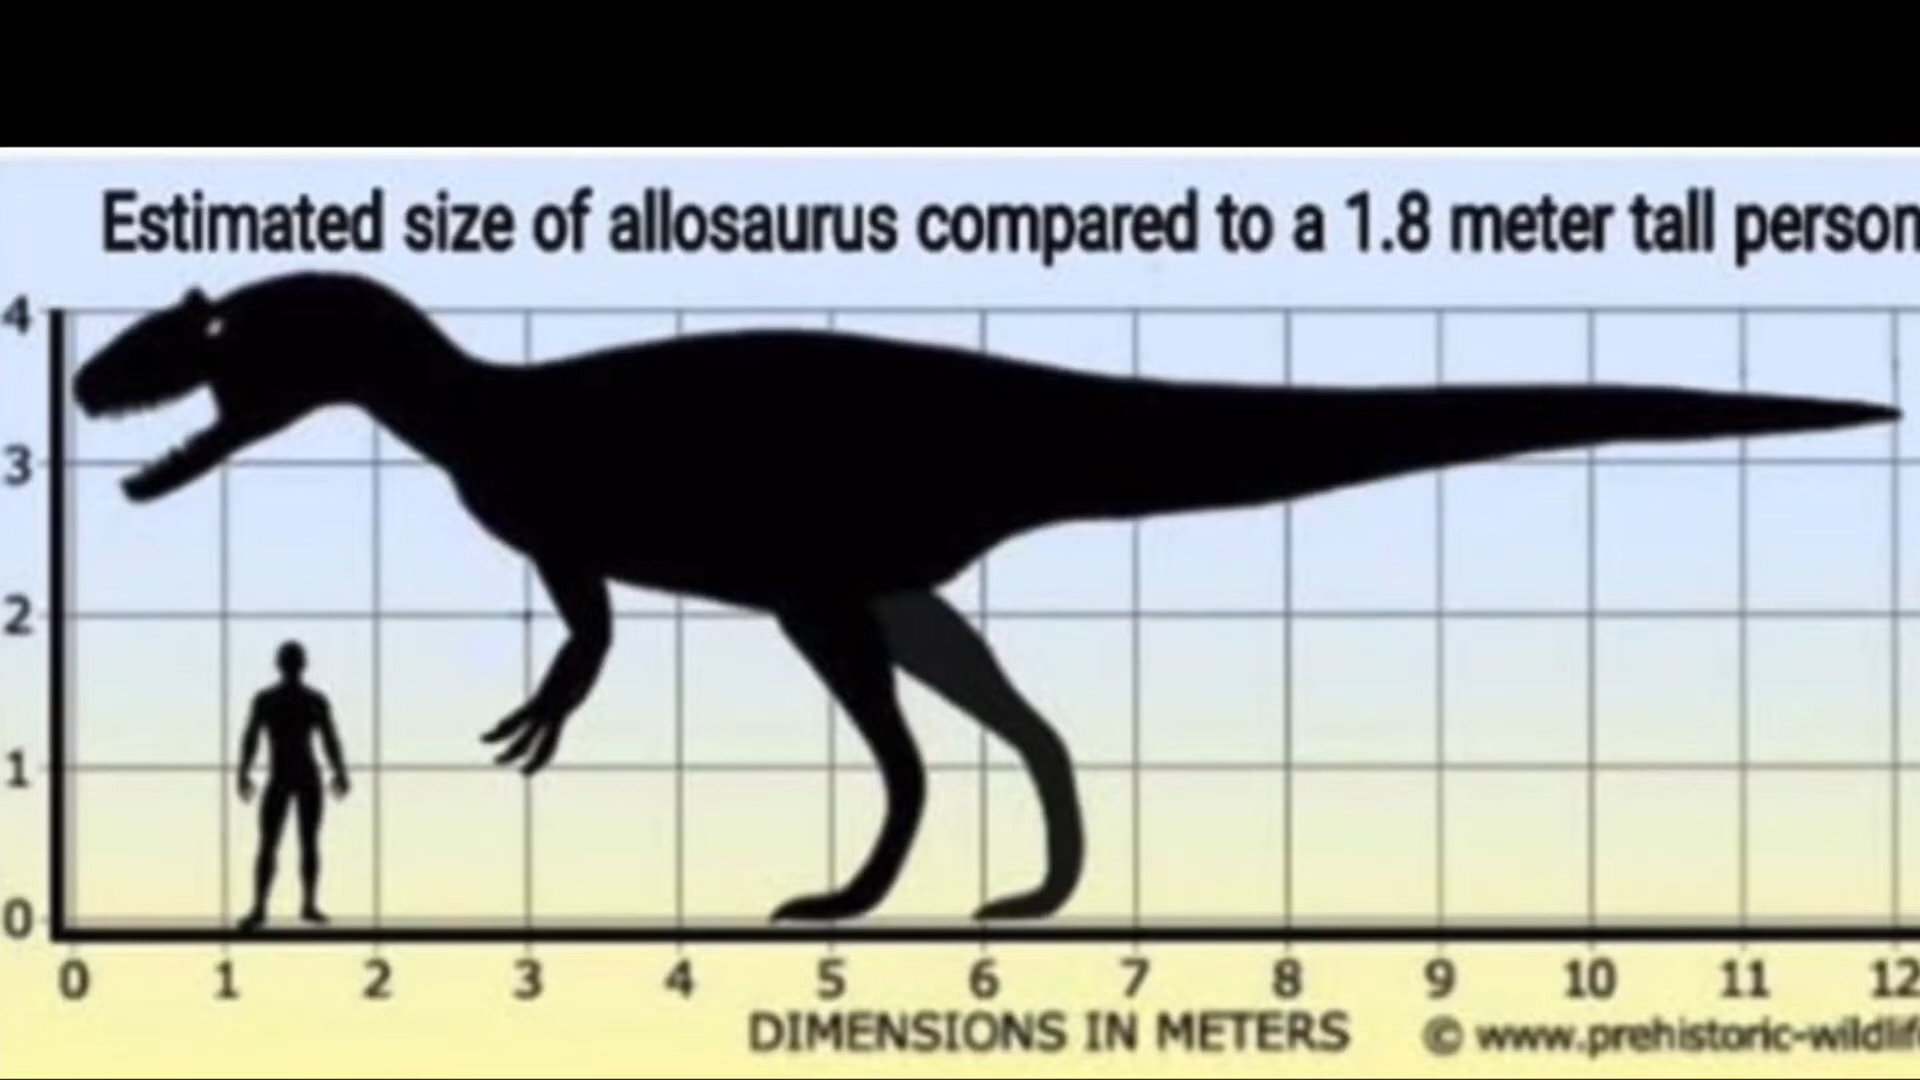 Estimated size of allosaurus compared to a 1.8 meter tall person
4
3
2
1
0
0 1 2 3 4 5 6 7 8 9 10 11 12
DIMENSIONS IN METERS © www.prehistoric-wildlif